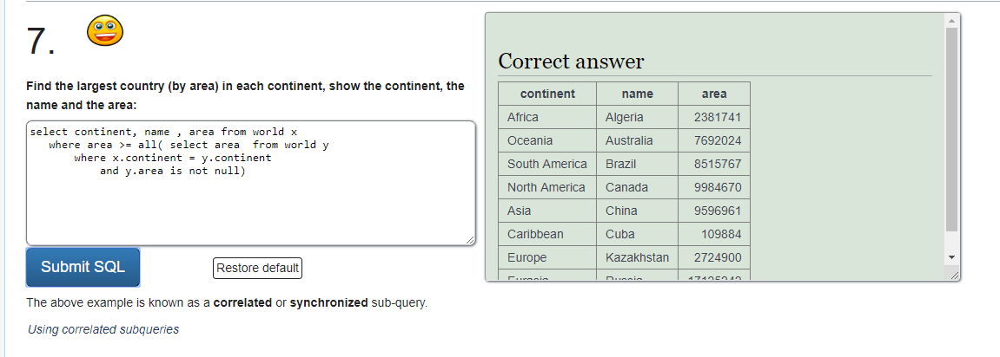 7.
Find the largest country (by area) in each continent, show the continent, the
name and the area:
select continent, name , area from world x
where area >= all( select area  from world y
where x.continent = y.continent
and y.area is not null)
Submit SQL
Restore default
The above example is known as a correlated or synchronized sub-query.
Using correlated subqueries
Correct answer
continent name area
Africa Algeria 2381741
Oceania Australia 7692024
South America Brazil 8515767
North America Canada 9984670
Asia China 9596961
Caribbean Cuba 109884
Europe Kazakhstan 2724900
Eurasia Russia 17125242